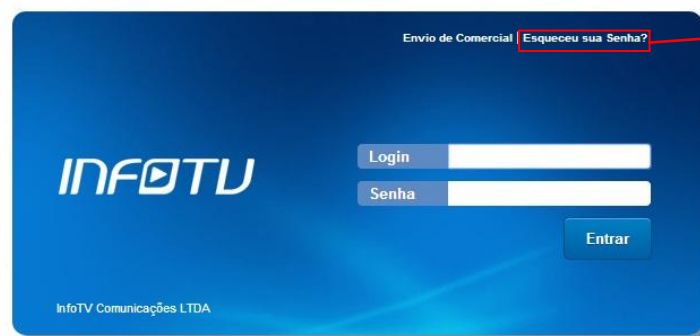 Envio de Comercial | Esqueceu sua Senha?
Login
INFOTV
Senha
Entrar
InfoTV Comunicações LTDA